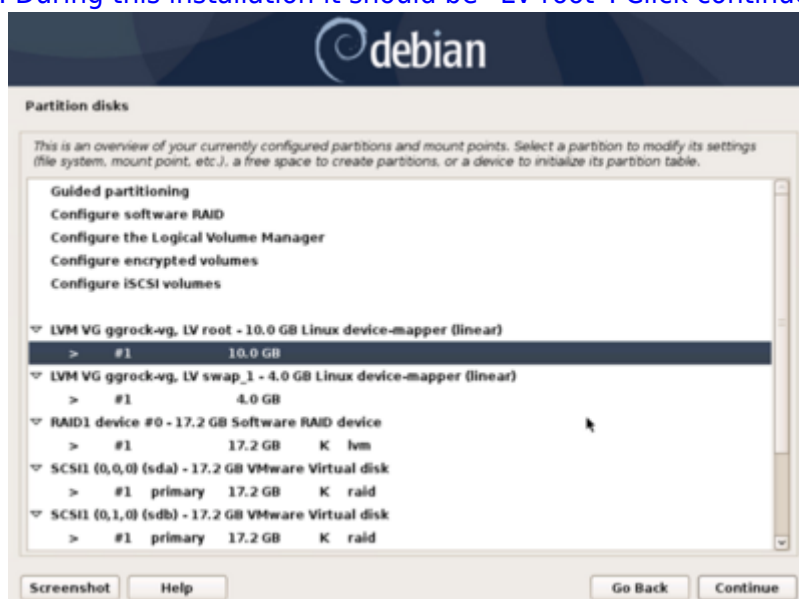 During this installation it should be "LV root". Click continue
debian
Partition disks
This is an overview of your currently configured partitions and mount points. Select a partition to modify its settings
(file system, mount point, etc.), a free space to create partitions, or a device to initialize its partition table.
Guided partitioning
Configure software RAID
Configure the Logical Volume Manager
Configure encrypted volumes
Configure iSCSI volumes
LVM VG ggrock-vg, LV root - 10.0 GB Linux device-mapper (linear)
> #1 10.0 GB
LVM VG ggrock-vg, LV swap_1 - 4.0 GB Linux device-mapper (linear)
> #1 4.0 GB
RAID1 device #0 - 17.2 GB Software RAID device
> #1 17.2 GB K lvm
SCSI1 (0,0,0) (sda) - 17.2 GB VMware Virtual disk
> #1 primary 17.2 GB K raid
SCSI1 (0,1,0) (sdb) - 17.2 GB VMware Virtual disk
> #1 primary 17.2 GB K raid
Screenshot Help Go Back Continue